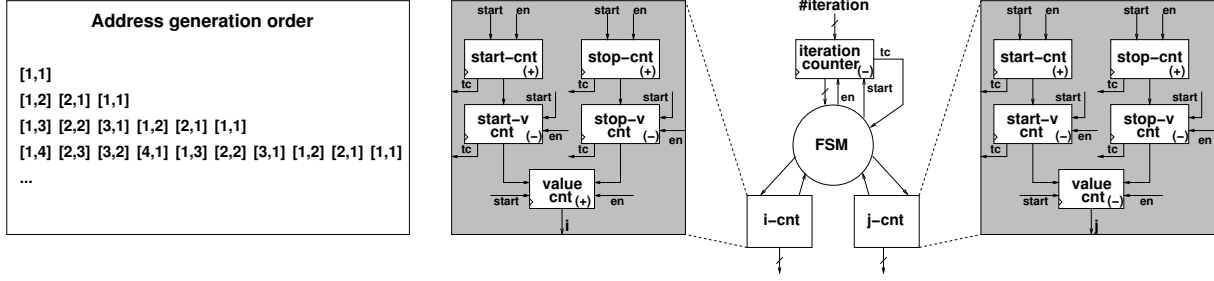 Address generation order
[1,1]
[1,2] [2,1] [1,1]
[1,3] [2,2] [3,1] [1,2] [2,1] [1,1]
[1,4] [2,3] [3,2] [4,1] [1,3] [2,2] [3,1] [1,2] [2,1] [1,1]
...
start en start en
start-cnt (+)
stop-cnt (+)
tc tc
start start
start-v cnt (-)
stop-v cnt (-)
en en
tc tc
value cnt (+)
start en
i
#iteration
iteration counter (-)
tc
en start
FSM
i-cnt j-cnt
start en start en
start-cnt (+)
stop-cnt (+)
tc tc
start start
start-v cnt (-)
stop-v cnt (-)
en en
tc tc
value cnt (-)
start en
j